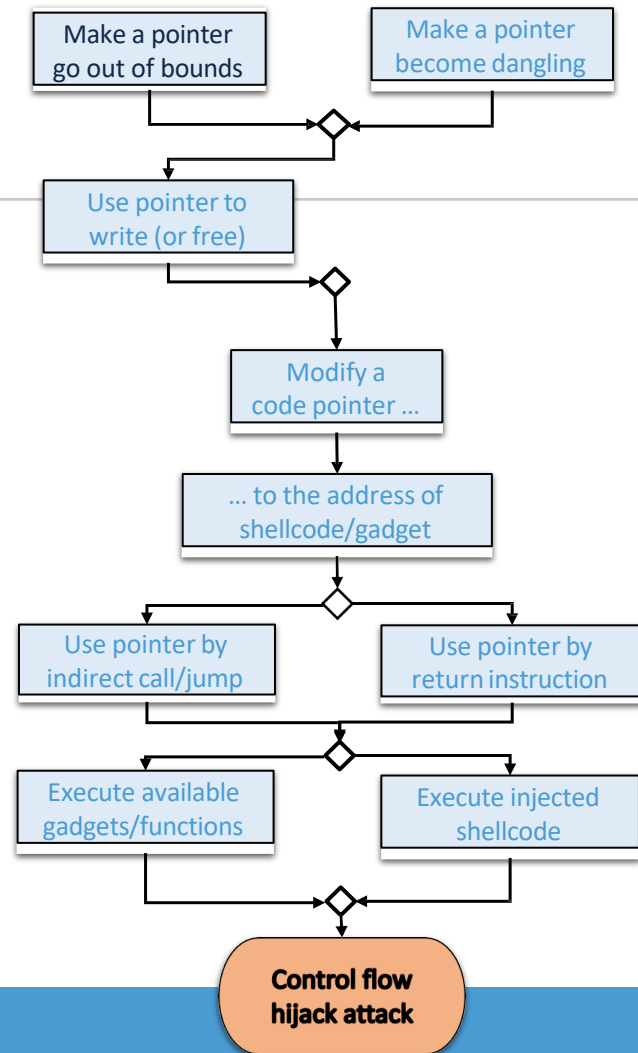 Make a pointer
go out of bounds
Make a pointer
become dangling
Use pointer to
write (or free)
Modify a
code pointer ...
... to the address of
shellcode/gadget
Use pointer by
indirect call/jump
Use pointer by
return instruction
Execute available
gadgets/functions
Execute injected
shellcode
Control flow
hijack attack